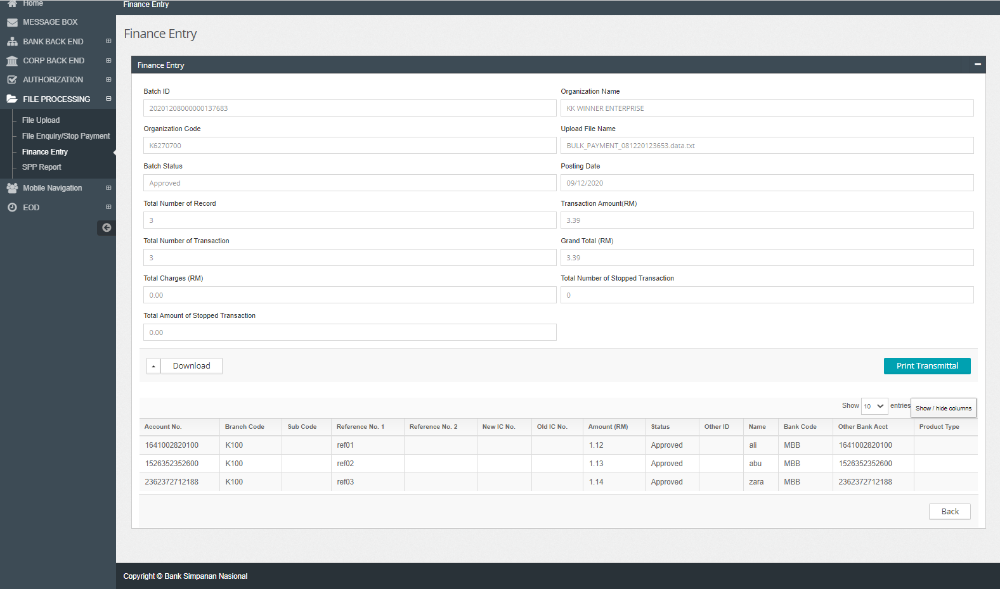 Home
MESSAGE BOX
BANK BACK END
CORP BACK END
AUTHORIZATION
FILE PROCESSING
File Upload
File Enquiry/Stop Payment
Finance Entry
SPP Report
Mobile Navigation
EOD
Finance Entry
Finance Entry
Finance Entry
Batch ID Organization Name
20201208000000137683 KK WINNER ENTERPRISE
Organization Code Upload File Name
K6270700 BULK_PAYMENT_081220123653.data.txt
Batch Status Posting Date
Approved 09/12/2020
Total Number of Record Transaction Amount(RM)
3 3.39
Total Number of Transaction Grand Total (RM)
3 3.39
Total Charges (RM) Total Number of Stopped Transaction
0.00 0
Total Amount of Stopped Transaction
0.00
Download Print Transmittal
Show 10 entries Show / hide columns
Account No. Branch Code Sub Code Reference No. 1 Reference No. 2 New IC No. Old IC No. Amount (RM) Status Other ID Name Bank Code Other Bank Acct Product Type
1641002820100 K100 ref01 1.12 Approved ali MBB 1641002820100
1526352352600 K100 ref02 1.13 Approved abu MBB 1526352352600
2362372712188 K100 ref03 1.14 Approved zara MBB 2362372712188
Back
Copyright © Bank Simpanan Nasional